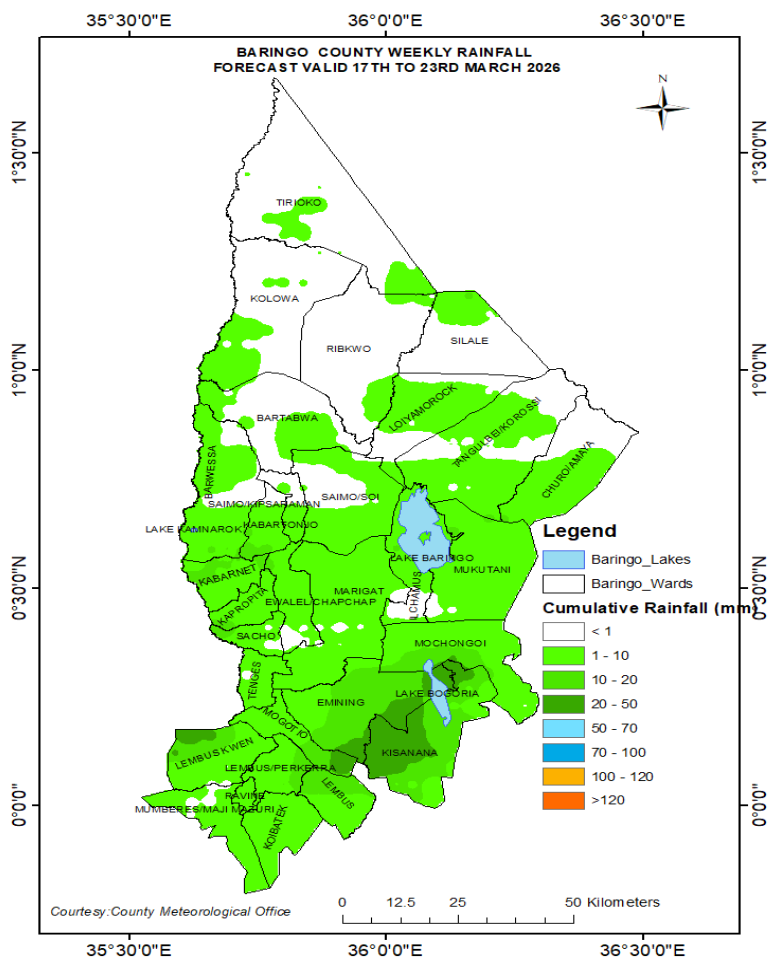 35°30'0"E 36°0'0"E 36°30'0"E
BARINGO COUNTY WEEKLY RAINFALL
FORECAST VALID 17TH TO 23RD MARCH 2026
N
1°30'0"N 1°30'0"N
TIRIOKO
KOLOWA
RIBKWO
SILALE
1°0'0"N 1°0'0"N
LOIYAMOROCK
BARTABWA
TANGULBEI/KOROSSI
CHURO/AMAYA
BARWESSA
SAIMO/SOI
SAIMO/KIPSARAMAN
LAKE KAMNAROK
KABARTONJO
LAKE BARINGO
MUKUTANI
KABARNET
0°30'0"N 0°30'0"N
MARIGAT
ILCHAMUS
EWALEL/CHAPCHAP
KAPROPITA
SACHO
MOCHONGOI
TENGES
LAKE BOGORIA
EMINING
MOGOTIO
KISANANA
LEMBUS KWEN
LEMBUS/PERKERRA
LEMBUS
RAVINE
MUMBERES/MAJI MAZURI
KOIBATEK
0°0'0" 0°0'0"
Legend
Baringo_Lakes
Baringo_Wards
Cumulative Rainfall (mm
< 1
1 - 10
10 - 20
20 - 50
50 - 70
70 - 100
100 - 120
>120
Courtesy:County Meteorological Office
0 12.5 25 50 Kilometers
35°30'0"E 36°0'0"E 36°30'0"E